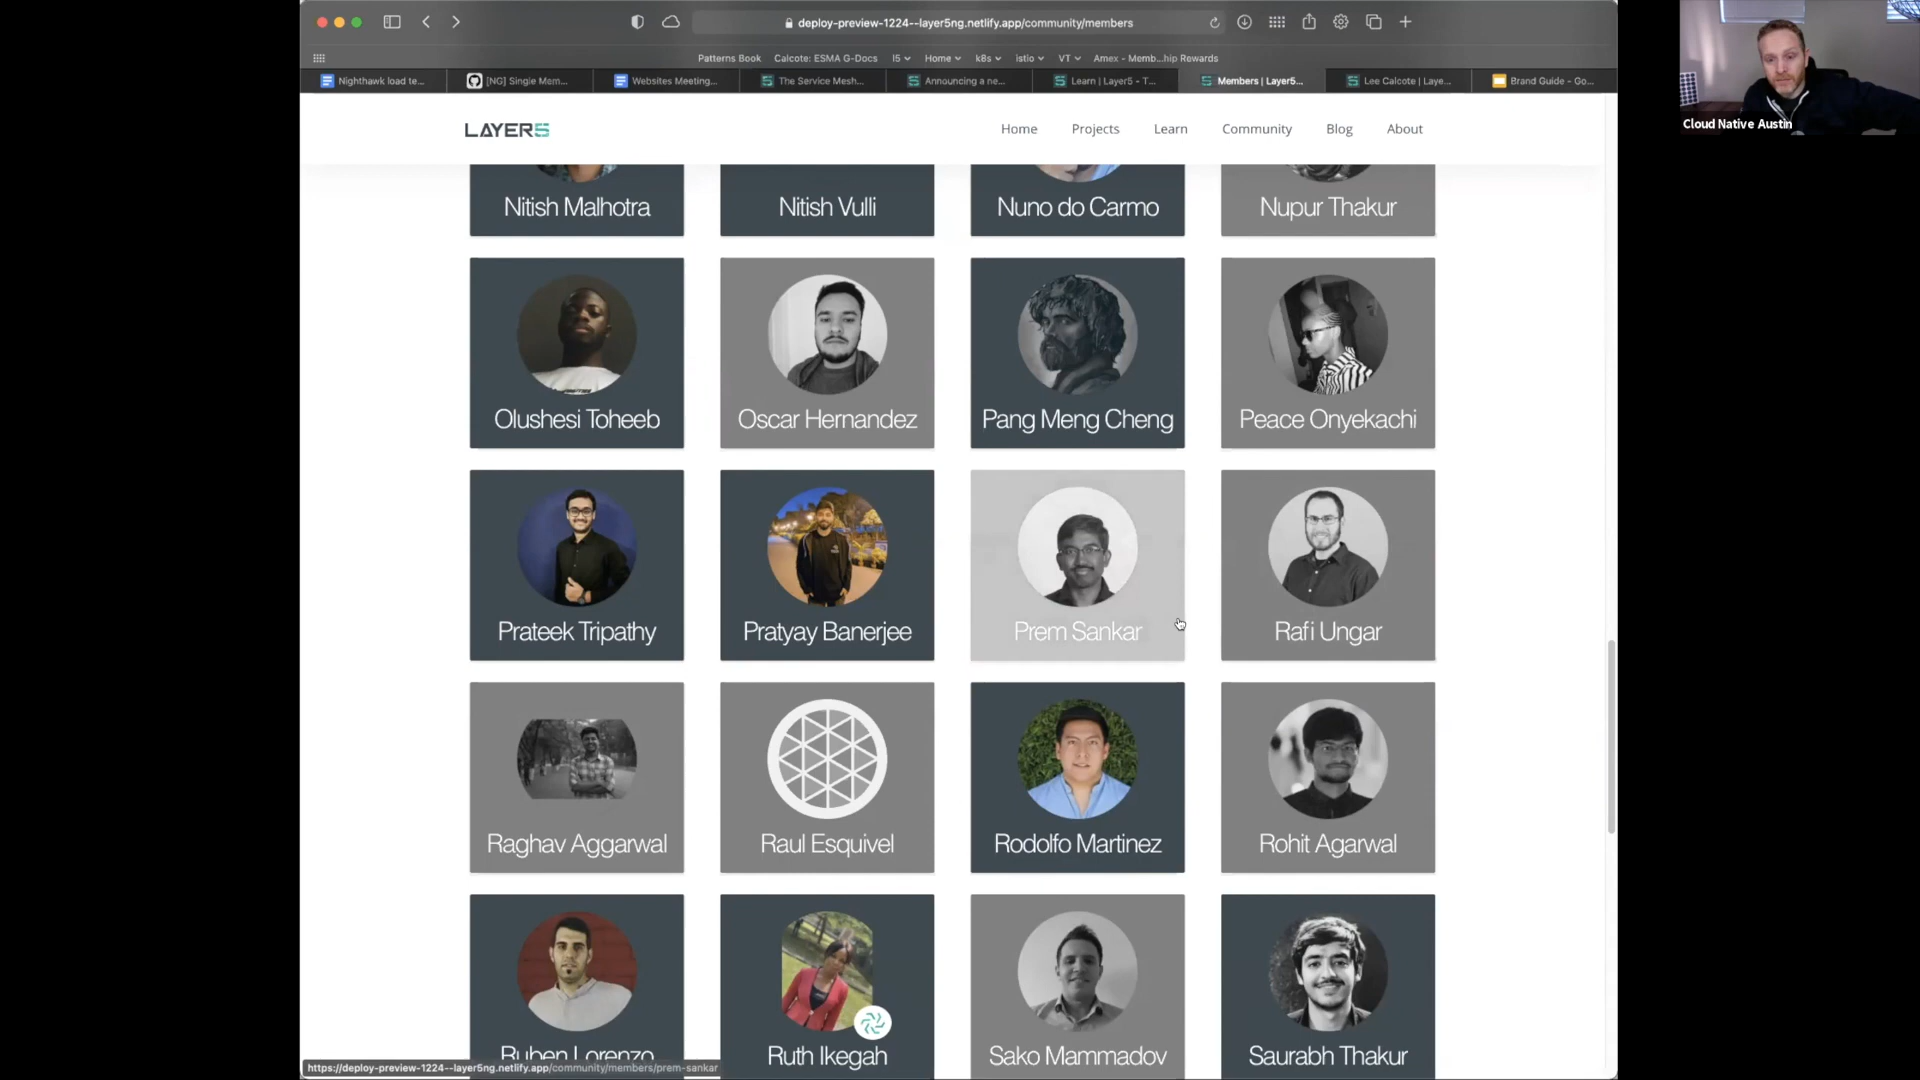 deploy-preview-1224--layer5ng.netlify.app/community/members
Patterns Book Calcote: ESMA G-Docs l5 Home k8s istio VT Amex - Memb...hip Rewards
Nighthawk load te... [NG] Single Mem... Websites Meeting... The Service Mesh... Announcing a ne... Learn | Layer5 - T... Members | Layer5... Lee Calcote | Laye... Brand Guide - Go...
Cloud Native Austin
LAYER5 Home Projects Learn Community Blog About
Nitish Malhotra Nitish Vulli Nuno do Carmo Nupur Thakur
Olushesi Toheeb Oscar Hernandez Pang Meng Cheng Peace Onyekachi
Prateek Tripathy Pratyay Banerjee Prem Sankar Rafi Ungar
Raghav Aggarwal Raul Esquivel Rodolfo Martinez Rohit Agarwal
Ruben Lorenzo Ruth Ikegah Sako Mammadov Saurabh Thakur
https://deploy-preview-1224--layer5ng.netlify.app/community/members/prem-sankar